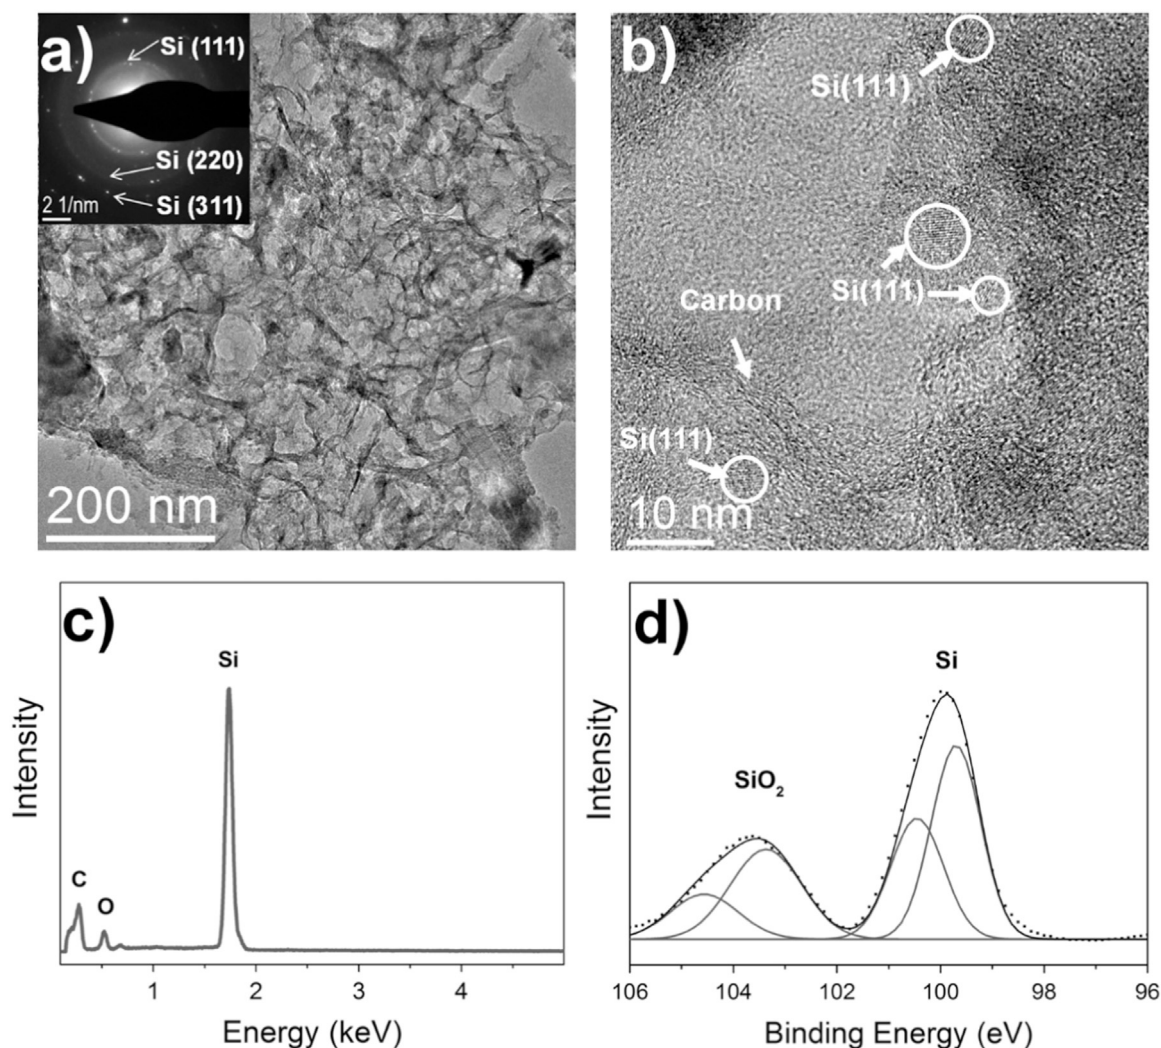 a)
Si (111)
Si (220)
Si (311)
2 1/nm
200 nm
b)
Si(111)
Si(111)
Carbon
Si(111)
10 nm
c)
Si
C
O
Intensity
1 2 3 4
Energy (keV)
d)
Si
SiO₂
Intensity
106 104 102 100 98 96
Binding Energy (eV)